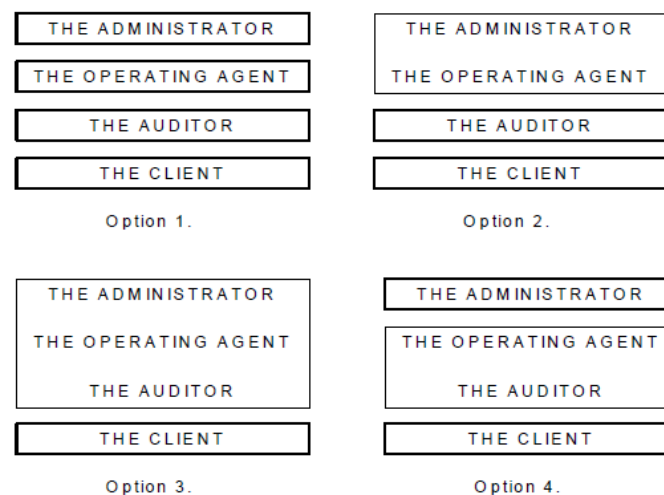 THE ADMINISTRATOR
THE OPERATING AGENT
THE AUDITOR
THE CLIENT
Option 1.
THE ADMINISTRATOR
THE OPERATING AGENT
THE AUDITOR
THE CLIENT
Option 2.
THE ADMINISTRATOR
THE OPERATING AGENT
THE AUDITOR
THE CLIENT
Option 3.
THE ADMINISTRATOR
THE OPERATING AGENT
THE AUDITOR
THE CLIENT
Option 4.